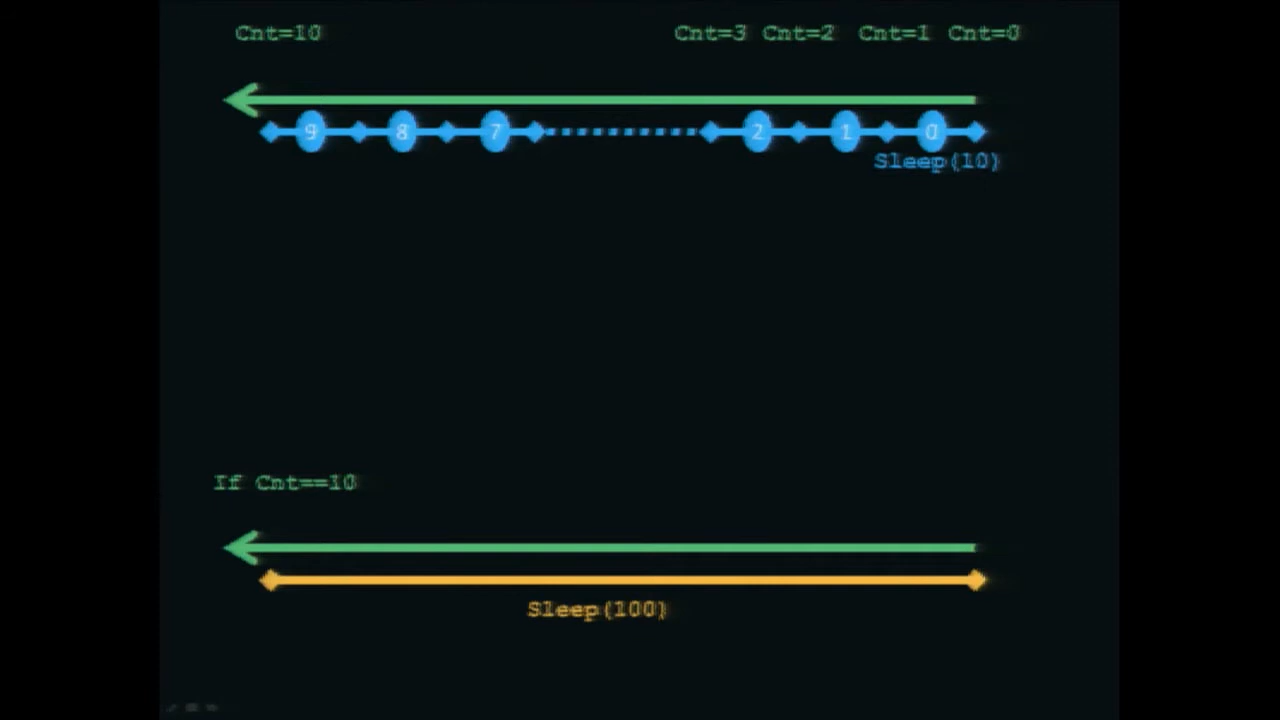 Cnt=10 Cnt=3 Cnt=2 Cnt=1 Cnt=0
9 8 7 2 1 0
Sleep(10)
If Cnt==10
Sleep(100)